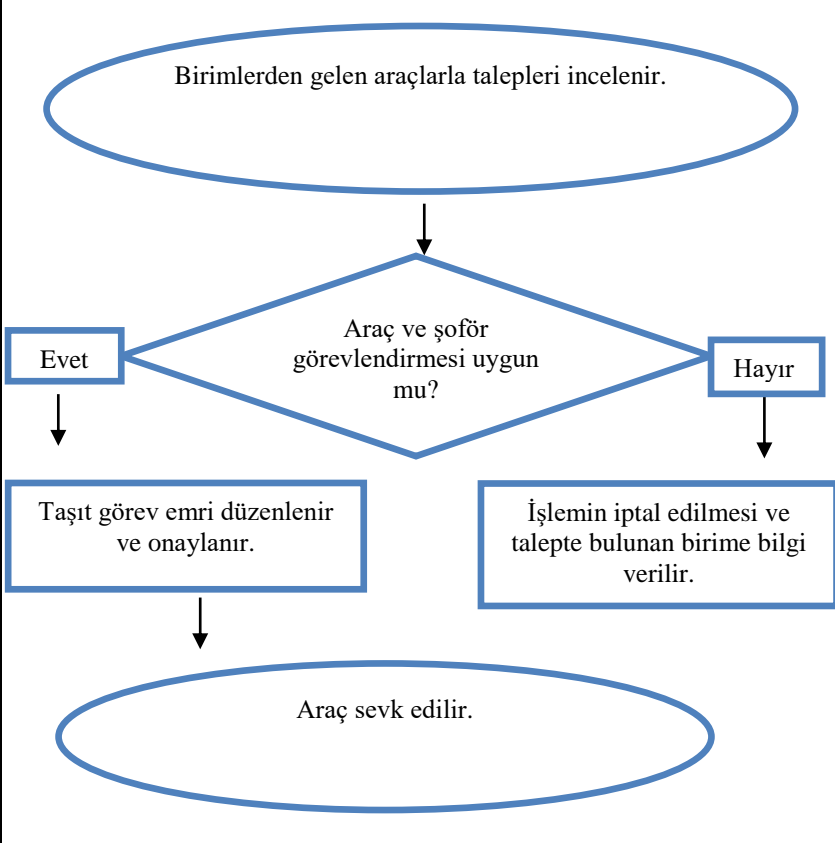 Birimlerden gelen araçlarla talepleri incelenir.
Araç ve şoför
görevlendirmesi uygun
mu?
Evet
Hayır
Taşıt görev emri düzenlenir
ve onaylanır.
İşlemin iptal edilmesi ve
talepte bulunan birime bilgi
verilir.
Araç sevk edilir.